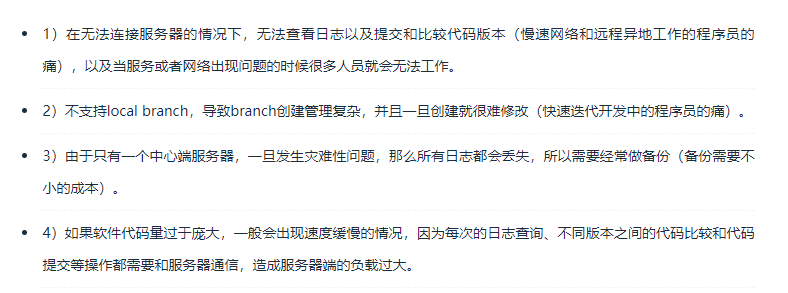 1）在无法连接服务器的情况下，无法查看日志以及提交和比较代码版本（慢速网络和远程异地工作的程序员的
痛），以及当服务或者网络出现问题的时候很多人员就会无法工作。
2）不支持local branch，导致branch创建管理复杂，并且一旦创建就很难修改（快速迭代开发中的程序员的痛）。
3）由于只有一个中心端服务器，一旦发生灾难性问题，那么所有日志都会丢失，所以需要经常做备份（备份需要不
小的成本）。
4）如果软件代码量过于庞大，一般会出现速度缓慢的情况，因为每次的日志查询、不同版本之间的代码比较和代码
提交等操作都需要和服务器通信，造成服务器端的负载过大。